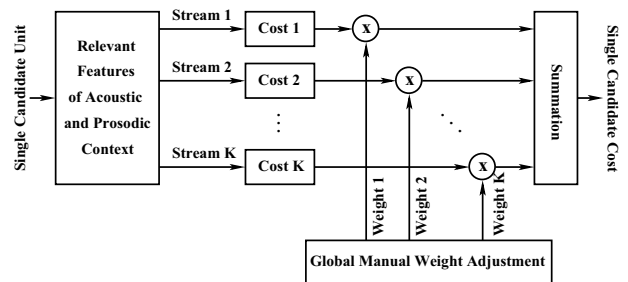 Single Candidate Unit
Relevant
Features
of Acoustic
and Prosodic
Context
Stream 1
Cost 1
x
Stream 2
Cost 2
x
Stream K
Cost K
x
Weight 1
Weight 2
Weight K
Global Manual Weight Adjustment
Summation
Single Candidate
Cost